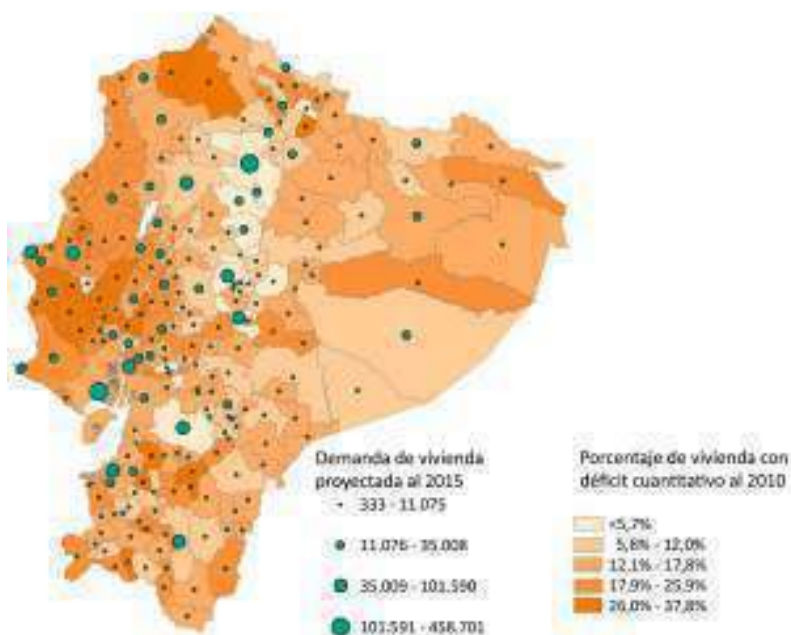 Demanda de vivienda
proyectada al 2015
333 - 11.075
11.076 - 35.008
35.009 - 101.590
101.591 - 458.701
Porcentaje de vivienda con
déficit cuantitativo al 2010
<5,7%
5,8% - 12,0%
12,1% - 17,8%
17,9% - 25,9%
26,0% - 37,8%